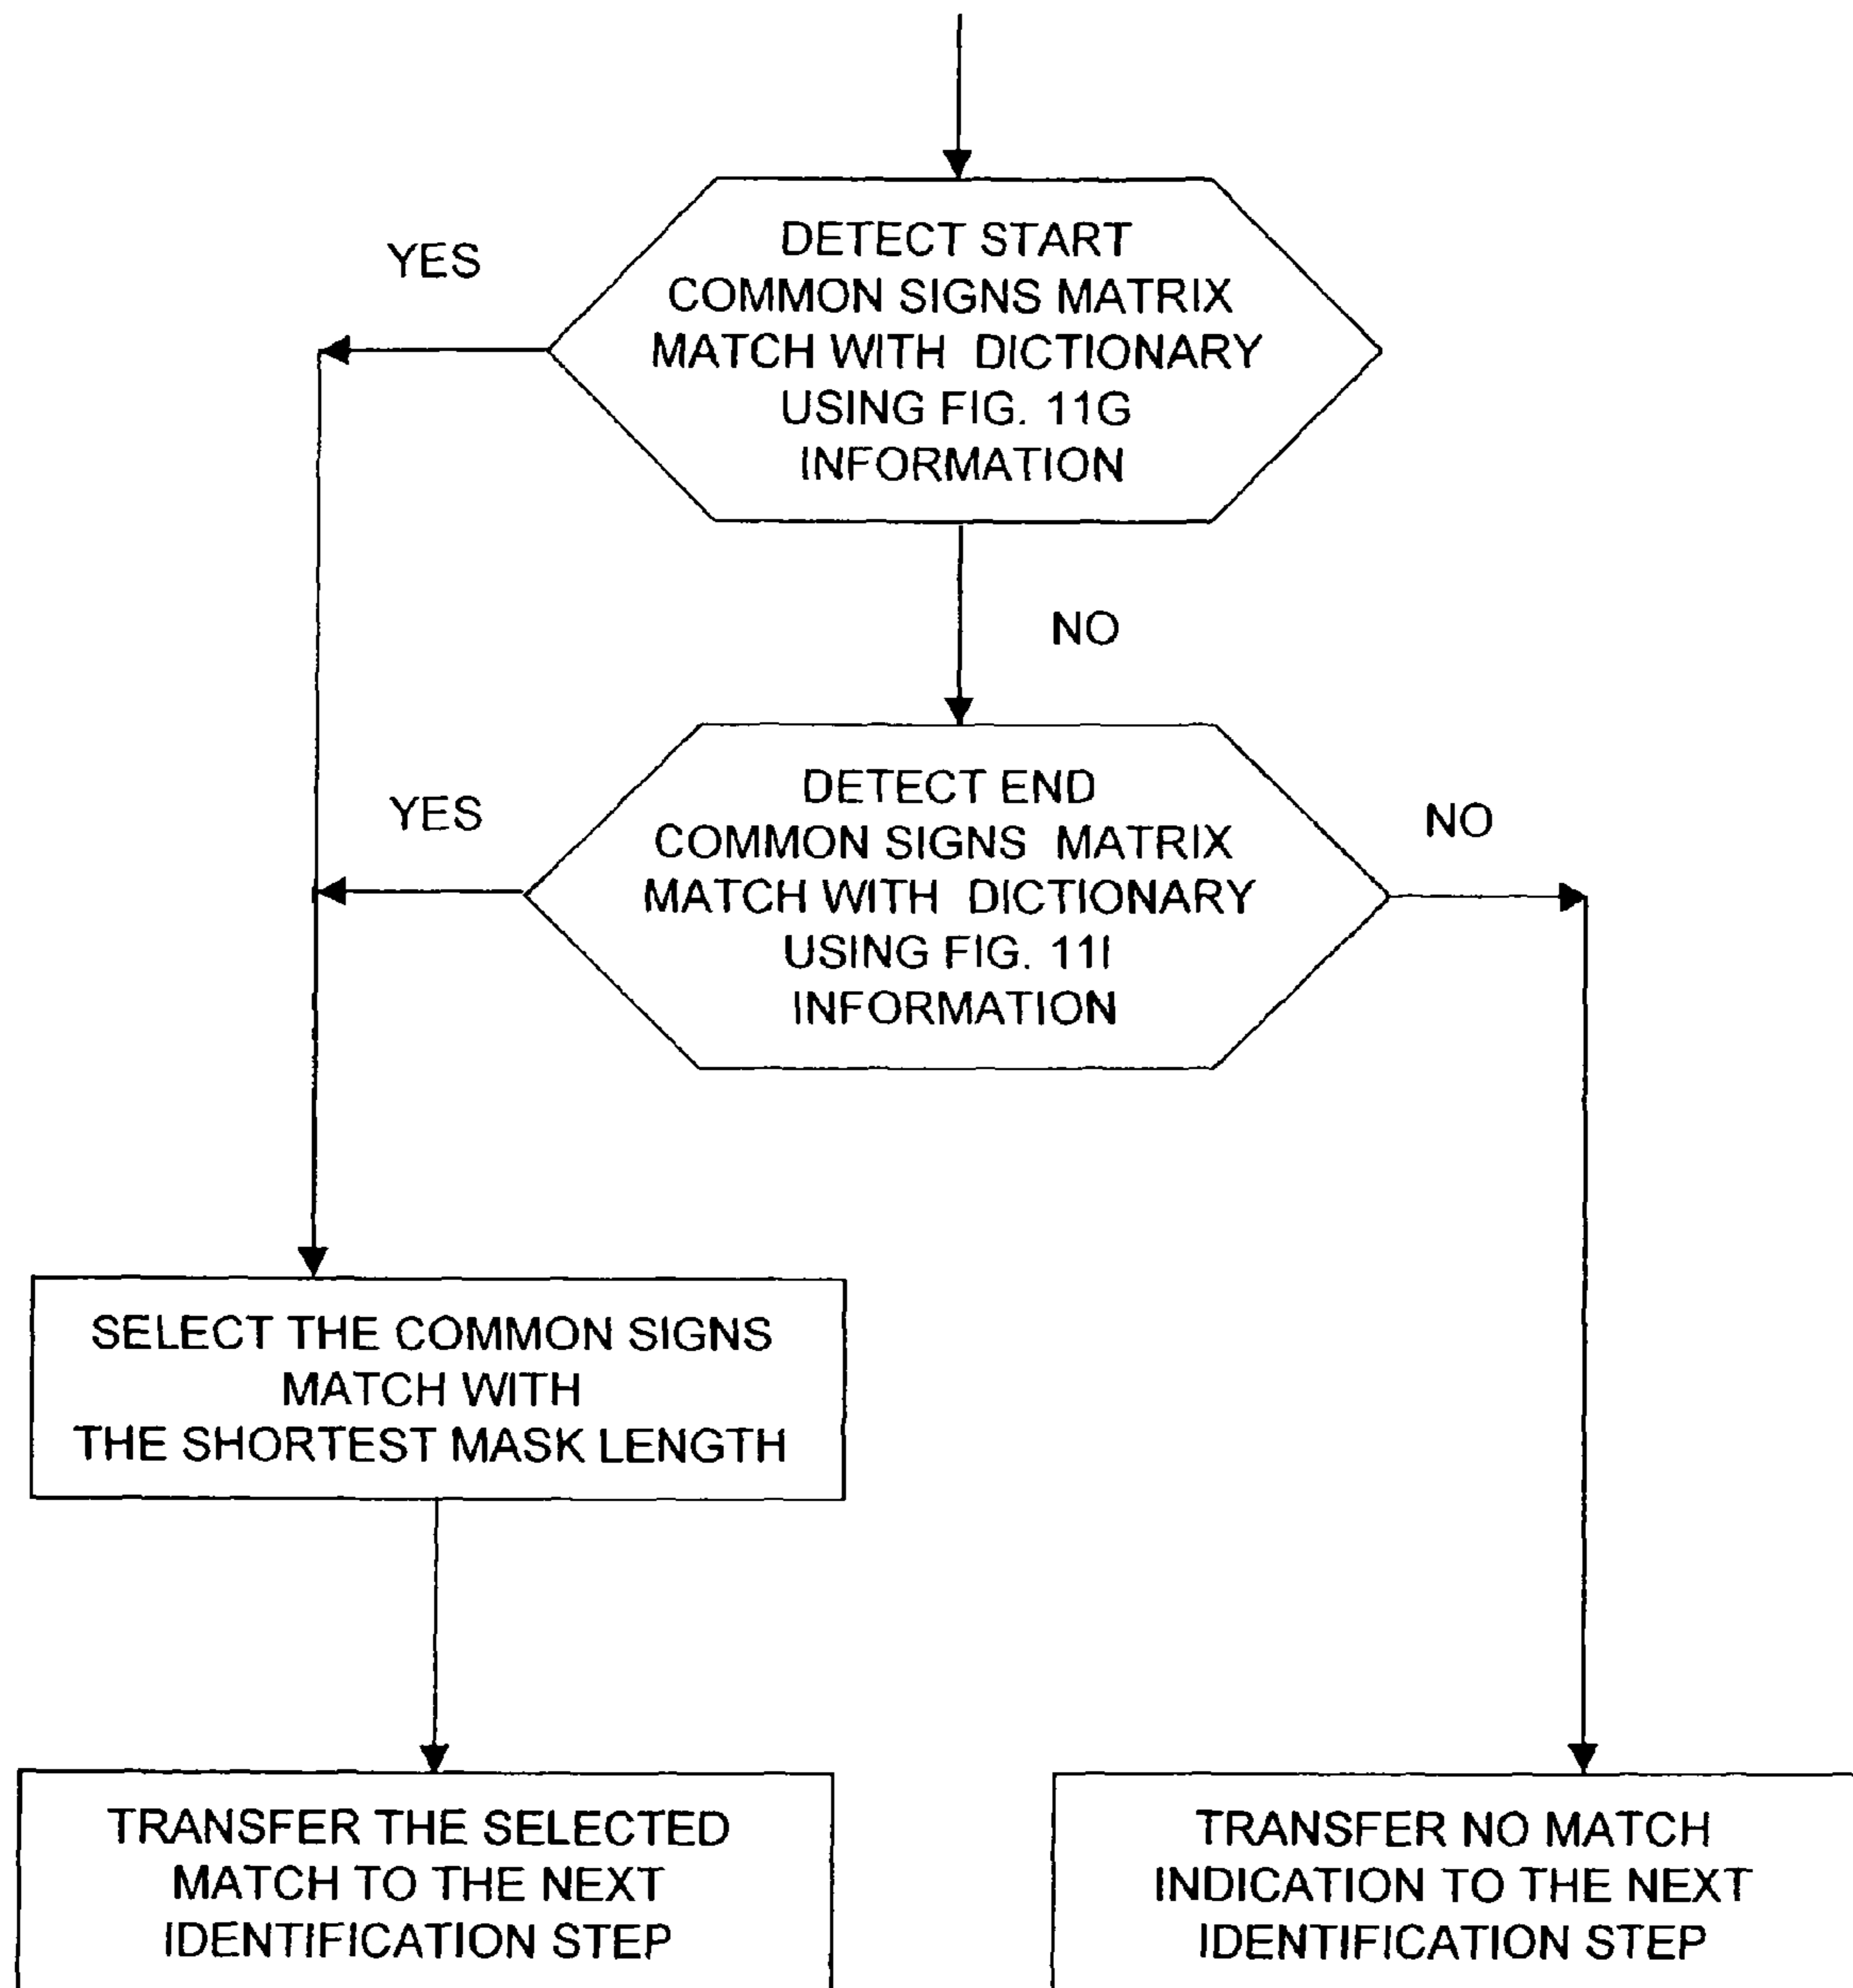 DETECT START
COMMON SIGNS MATRIX
MATCH WITH DICTIONARY
USING FIG. 11G
INFORMATION
YES
NO
DETECT END
COMMON SIGNS MATRIX
MATCH WITH DICTIONARY
USING FIG. 11I
INFORMATION
YES
NO
SELECT THE COMMON SIGNS
MATCH WITH
THE SHORTEST MASK LENGTH
TRANSFER THE SELECTED
MATCH TO THE NEXT
IDENTIFICATION STEP
TRANSFER NO MATCH
INDICATION TO THE NEXT
IDENTIFICATION STEP